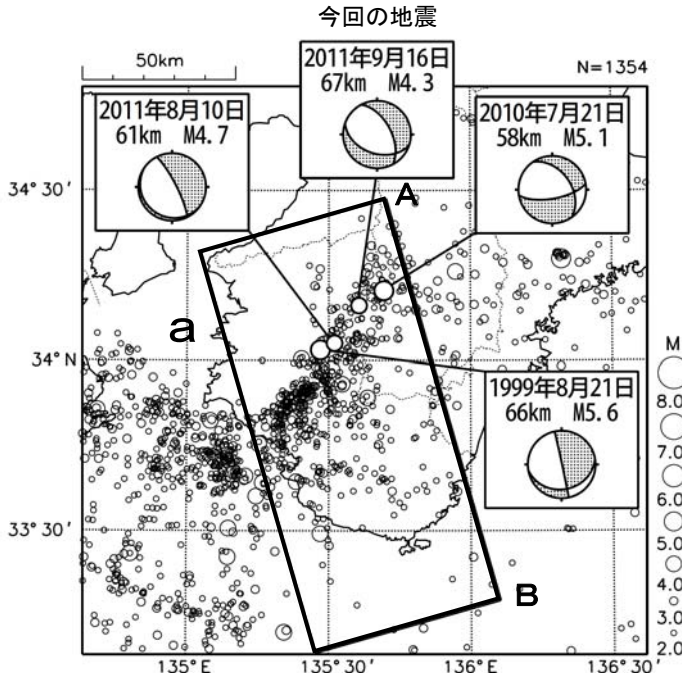 今回の地震
50km
N=1354
2011年9月16日
67km M4.3
2011年8月10日
61km M4.7
2010年7月21日
58km M5.1
34°30′
A
a
34°N
1999年8月21日
66km M5.6
33°30′
B
M
8.0
7.0
6.0
5.0
4.0
3.0
2.0
135°E
135°30′
136°E
136°30′